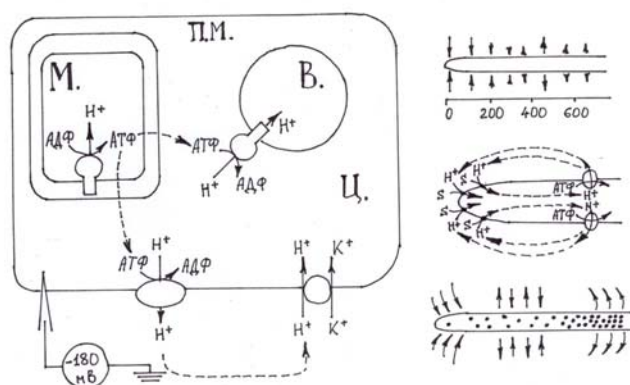 П.М.
М.
H⁺
АДФ АТФ
В.
H⁺
АТФ
H⁺ АДФ
Ц.
H⁺
АТФ АДФ
H⁺
H⁺ K⁺
H⁺ K⁺
-180
мВ
0 200 400 600
H⁺ H⁺
S S
АТФ
H⁺
H⁺
АТФ
S S
H⁺ H⁺